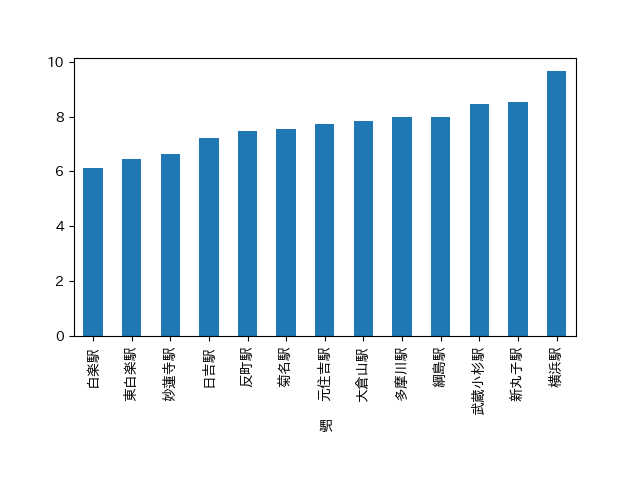 10
8
6
4
2
0
白楽駅
東白楽駅
妙蓮寺駅
日吉駅
反町駅
菊名駅
元住吉駅
大倉山駅
多摩川駅
綱島駅
武蔵小杉駅
新丸子駅
横浜駅
駅